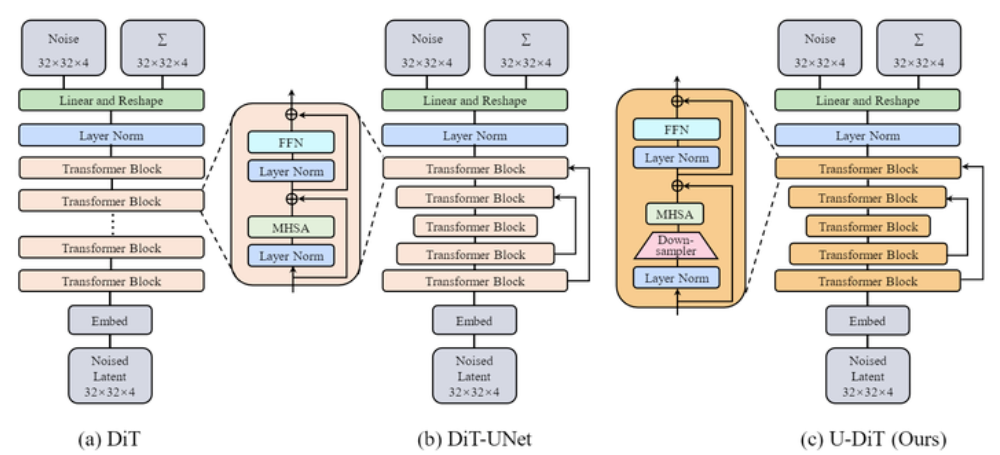 Noise
32×32×4
Σ
32×32×4
Linear and Reshape
Layer Norm
Transformer Block
Transformer Block
Transformer Block
Transformer Block
Embed
Noised
Latent
32×32×4
(a) DiT
FFN
Layer Norm
MHSA
Layer Norm
Noise
32×32×4
Σ
32×32×4
Linear and Reshape
Layer Norm
Transformer Block
Transformer Block
Transformer Block
Transformer Block
Transformer Block
Embed
Noised
Latent
32×32×4
(b) DiT-UNet
FFN
Layer Norm
MHSA
Down-
sampler
Layer Norm
Noise
32×32×4
Σ
32×32×4
Linear and Reshape
Layer Norm
Transformer Block
Transformer Block
Transformer Block
Transformer Block
Transformer Block
Embed
Noised
Latent
32×32×4
(c) U-DiT (Ours)